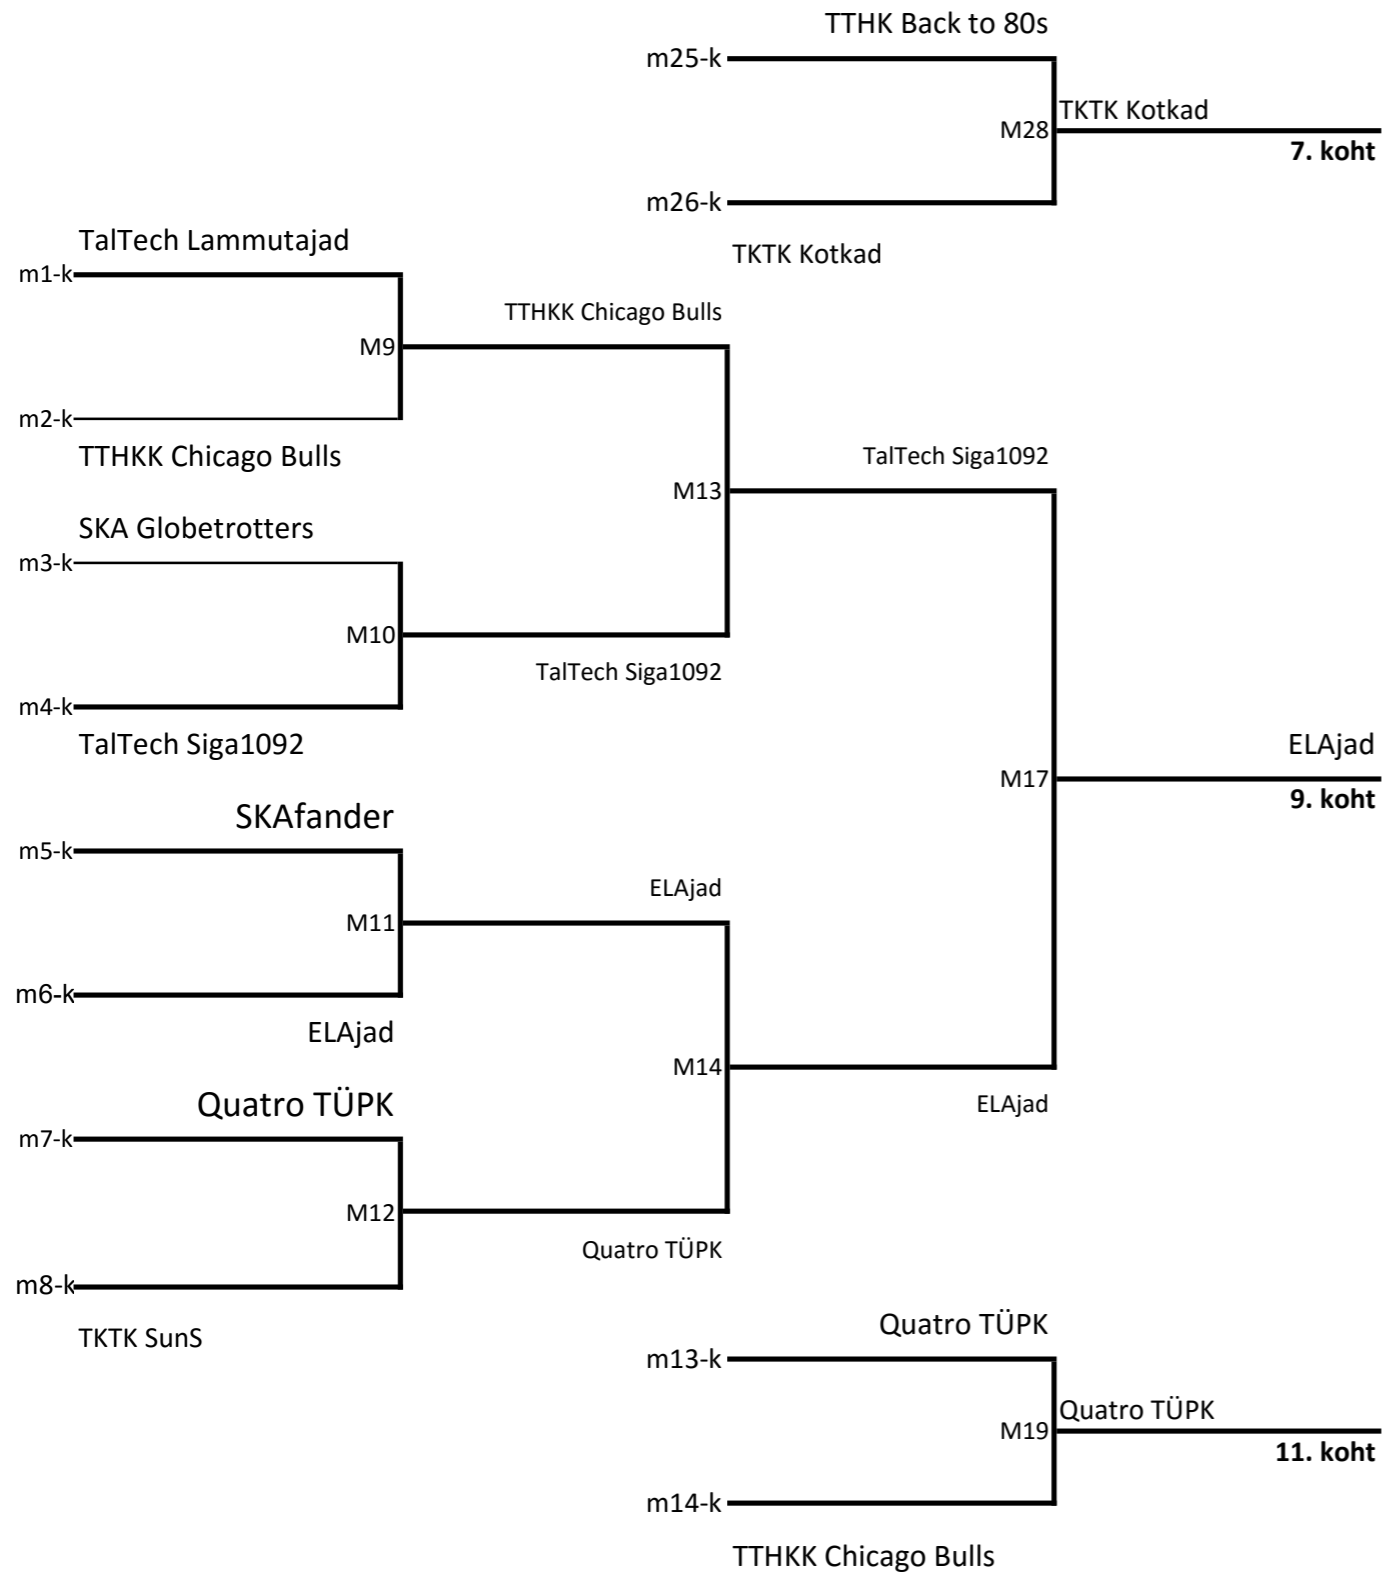 TTHK Back to 80s
m25-k
TKTK Kotkad
M28
7. koht
m26-k
TKTK Kotkad
TalTech Lammutajad
m1-k
TTHKK Chicago Bulls
M9
m2-k
TTHKK Chicago Bulls
TalTech Siga1092
M13
SKA Globetrotters
m3-k
M10
TalTech Siga1092
m4-k
TalTech Siga1092
ELAjad
M17
9. koht
SKAfander
m5-k
ELAjad
M11
m6-k
ELAjad
M14
ELAjad
Quatro TÜPK
m7-k
M12
Quatro TÜPK
m8-k
TKTK SunS
Quatro TÜPK
m13-k
Quatro TÜPK
M19
11. koht
m14-k
TTHKK Chicago Bulls